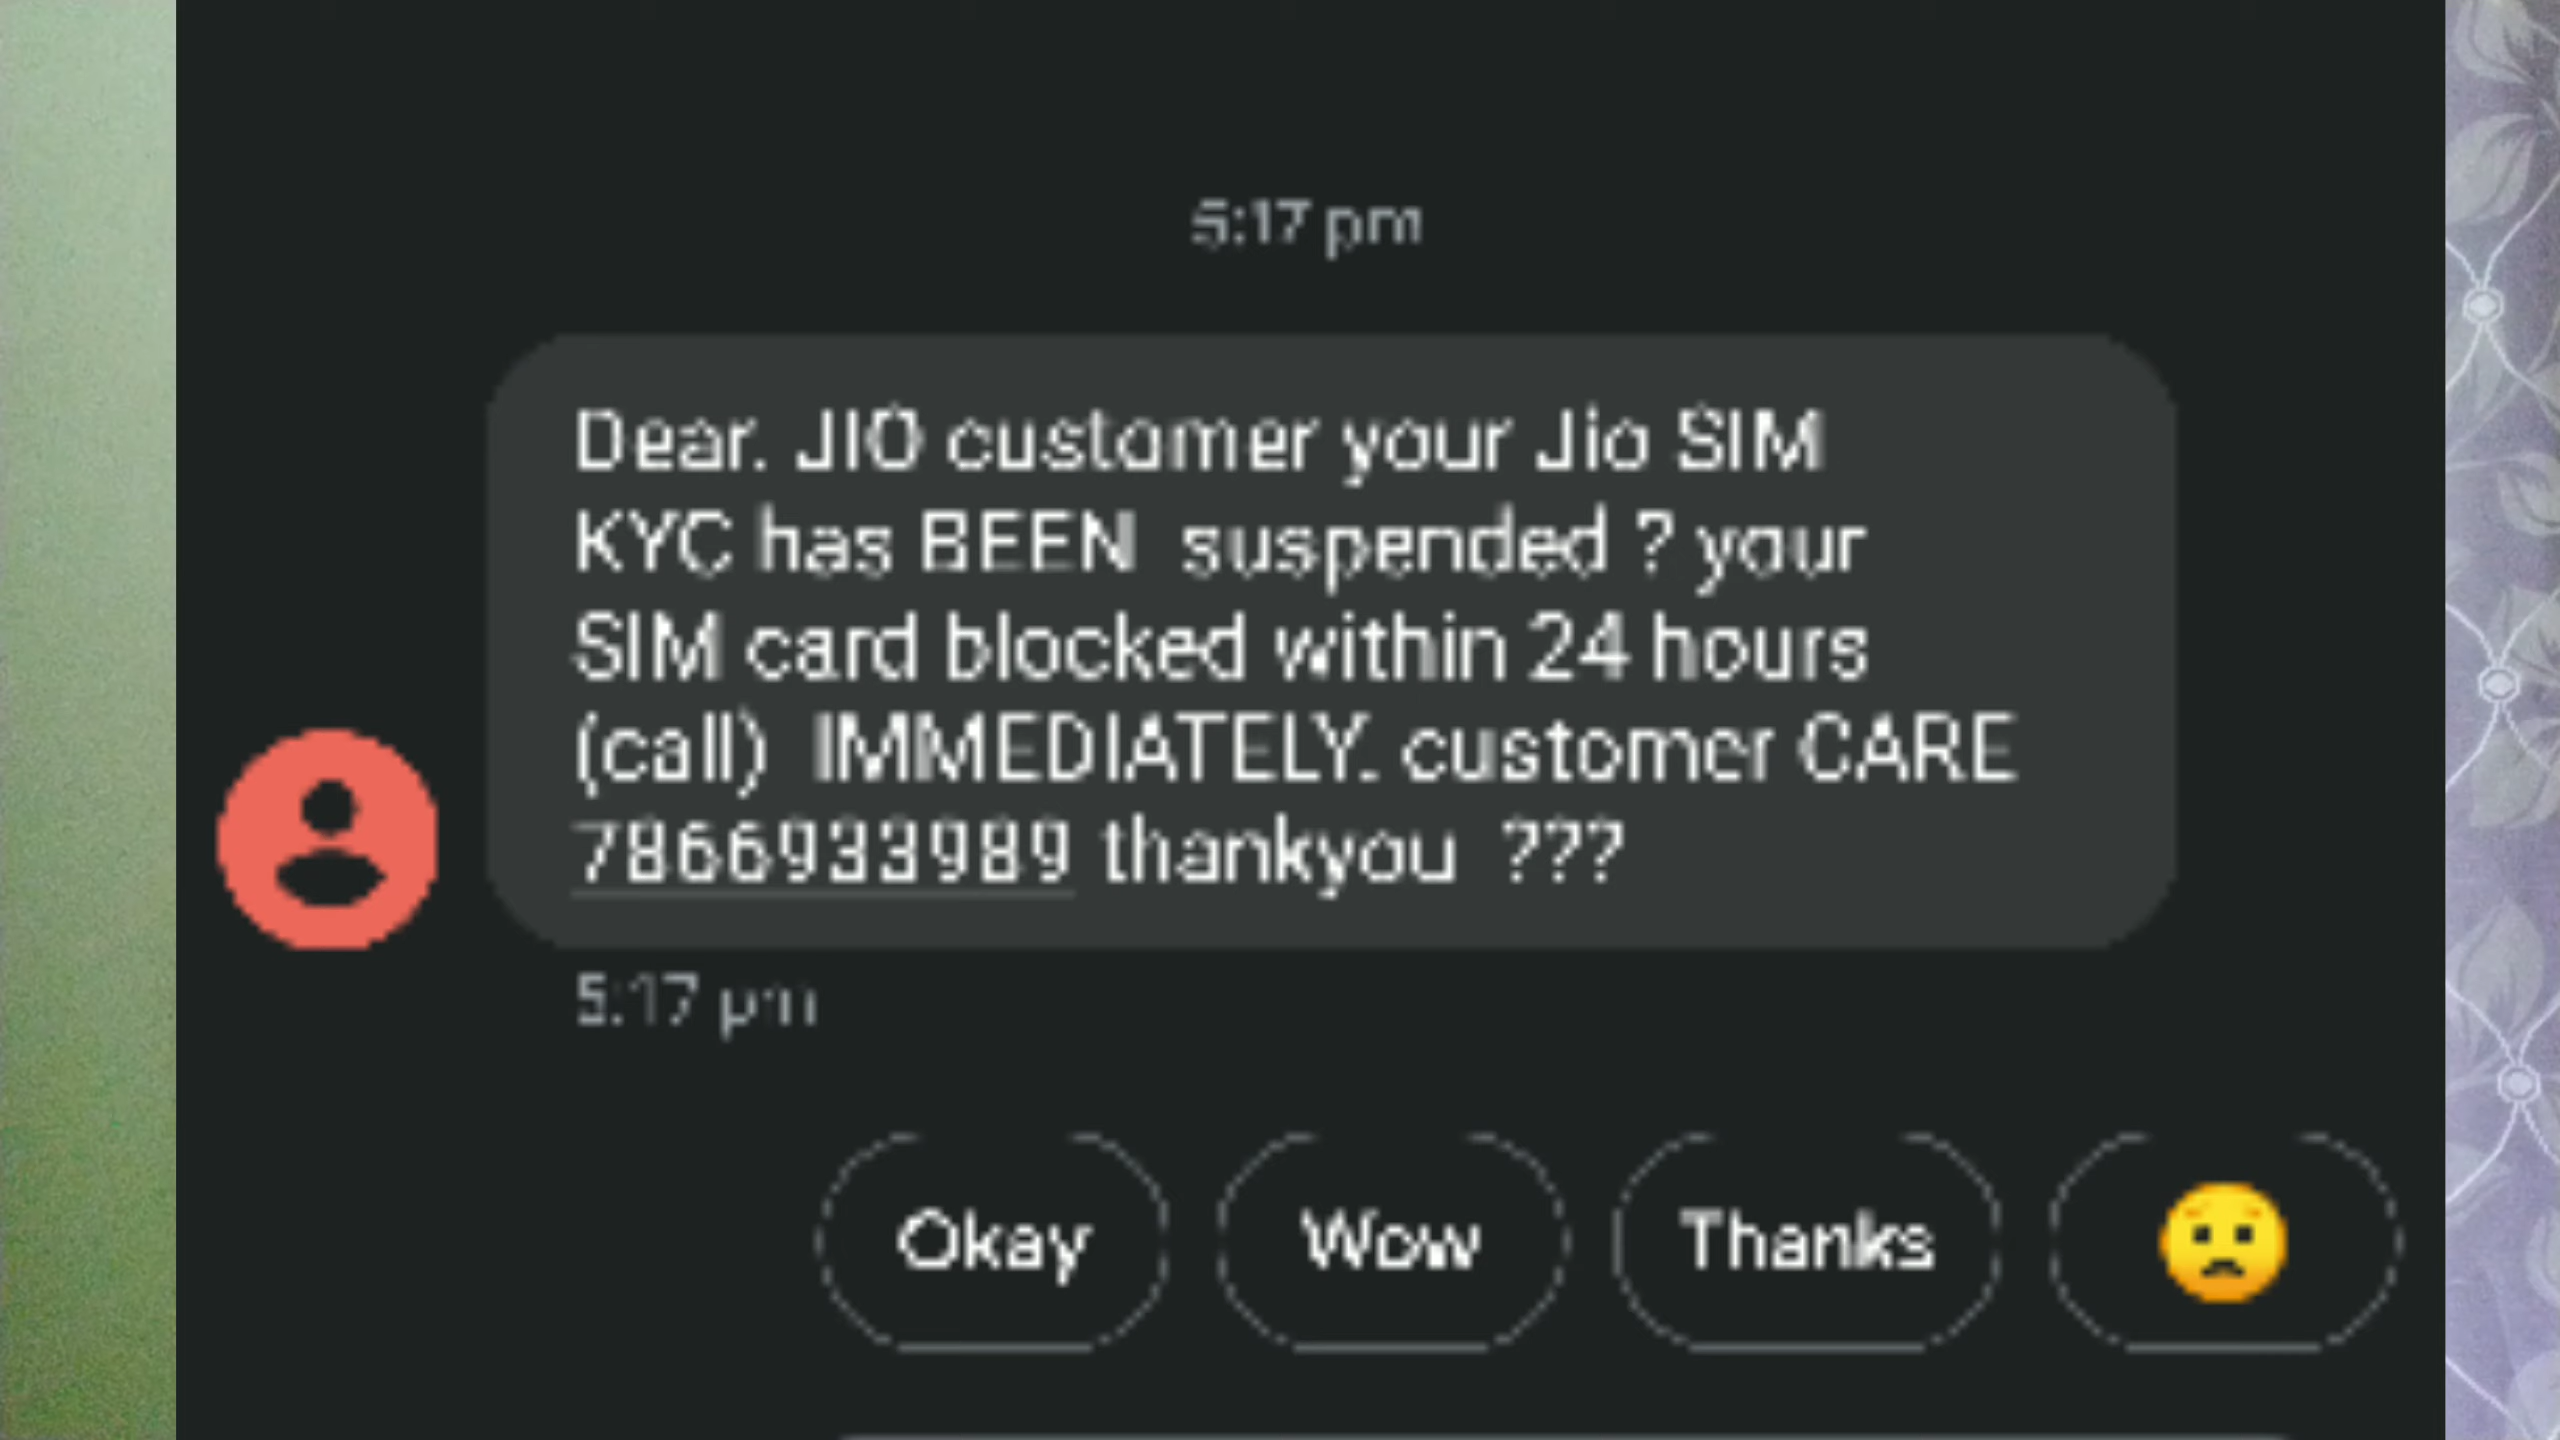 5:17 pm
Dear. JIO customer your Jio SIM
KYC has BEEN  suspended ? your
SIM card blocked within 24 hours
(call)  IMMEDIATELY. customer CARE
7866933989 thankyou  ???
5:17 pm
Okay Wow Thanks